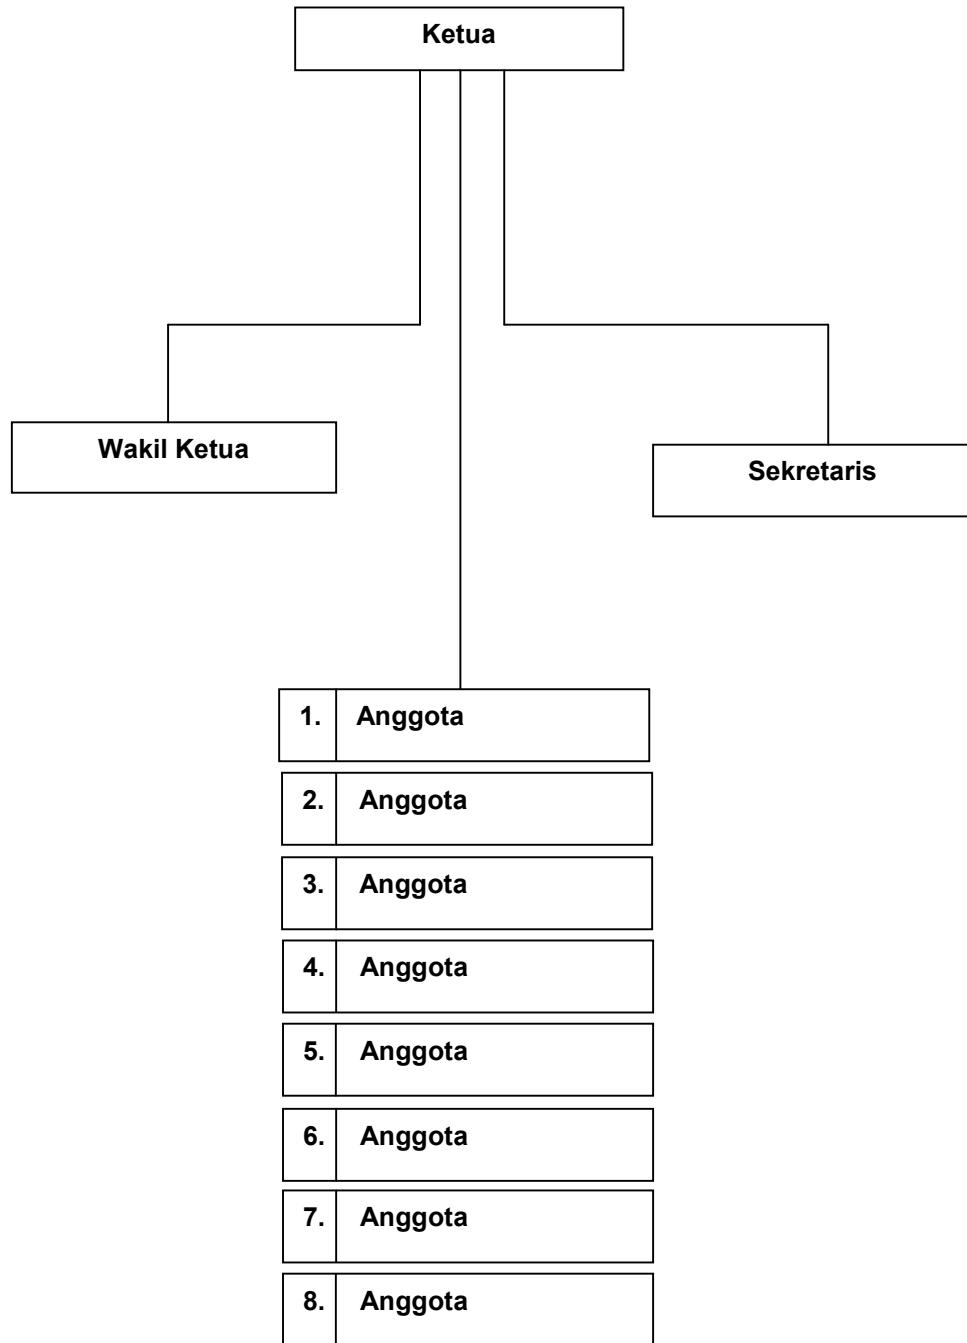 Ketua
Wakil Ketua
Sekretaris
1. Anggota
2. Anggota
3. Anggota
4. Anggota
5. Anggota
6. Anggota
7. Anggota
8. Anggota